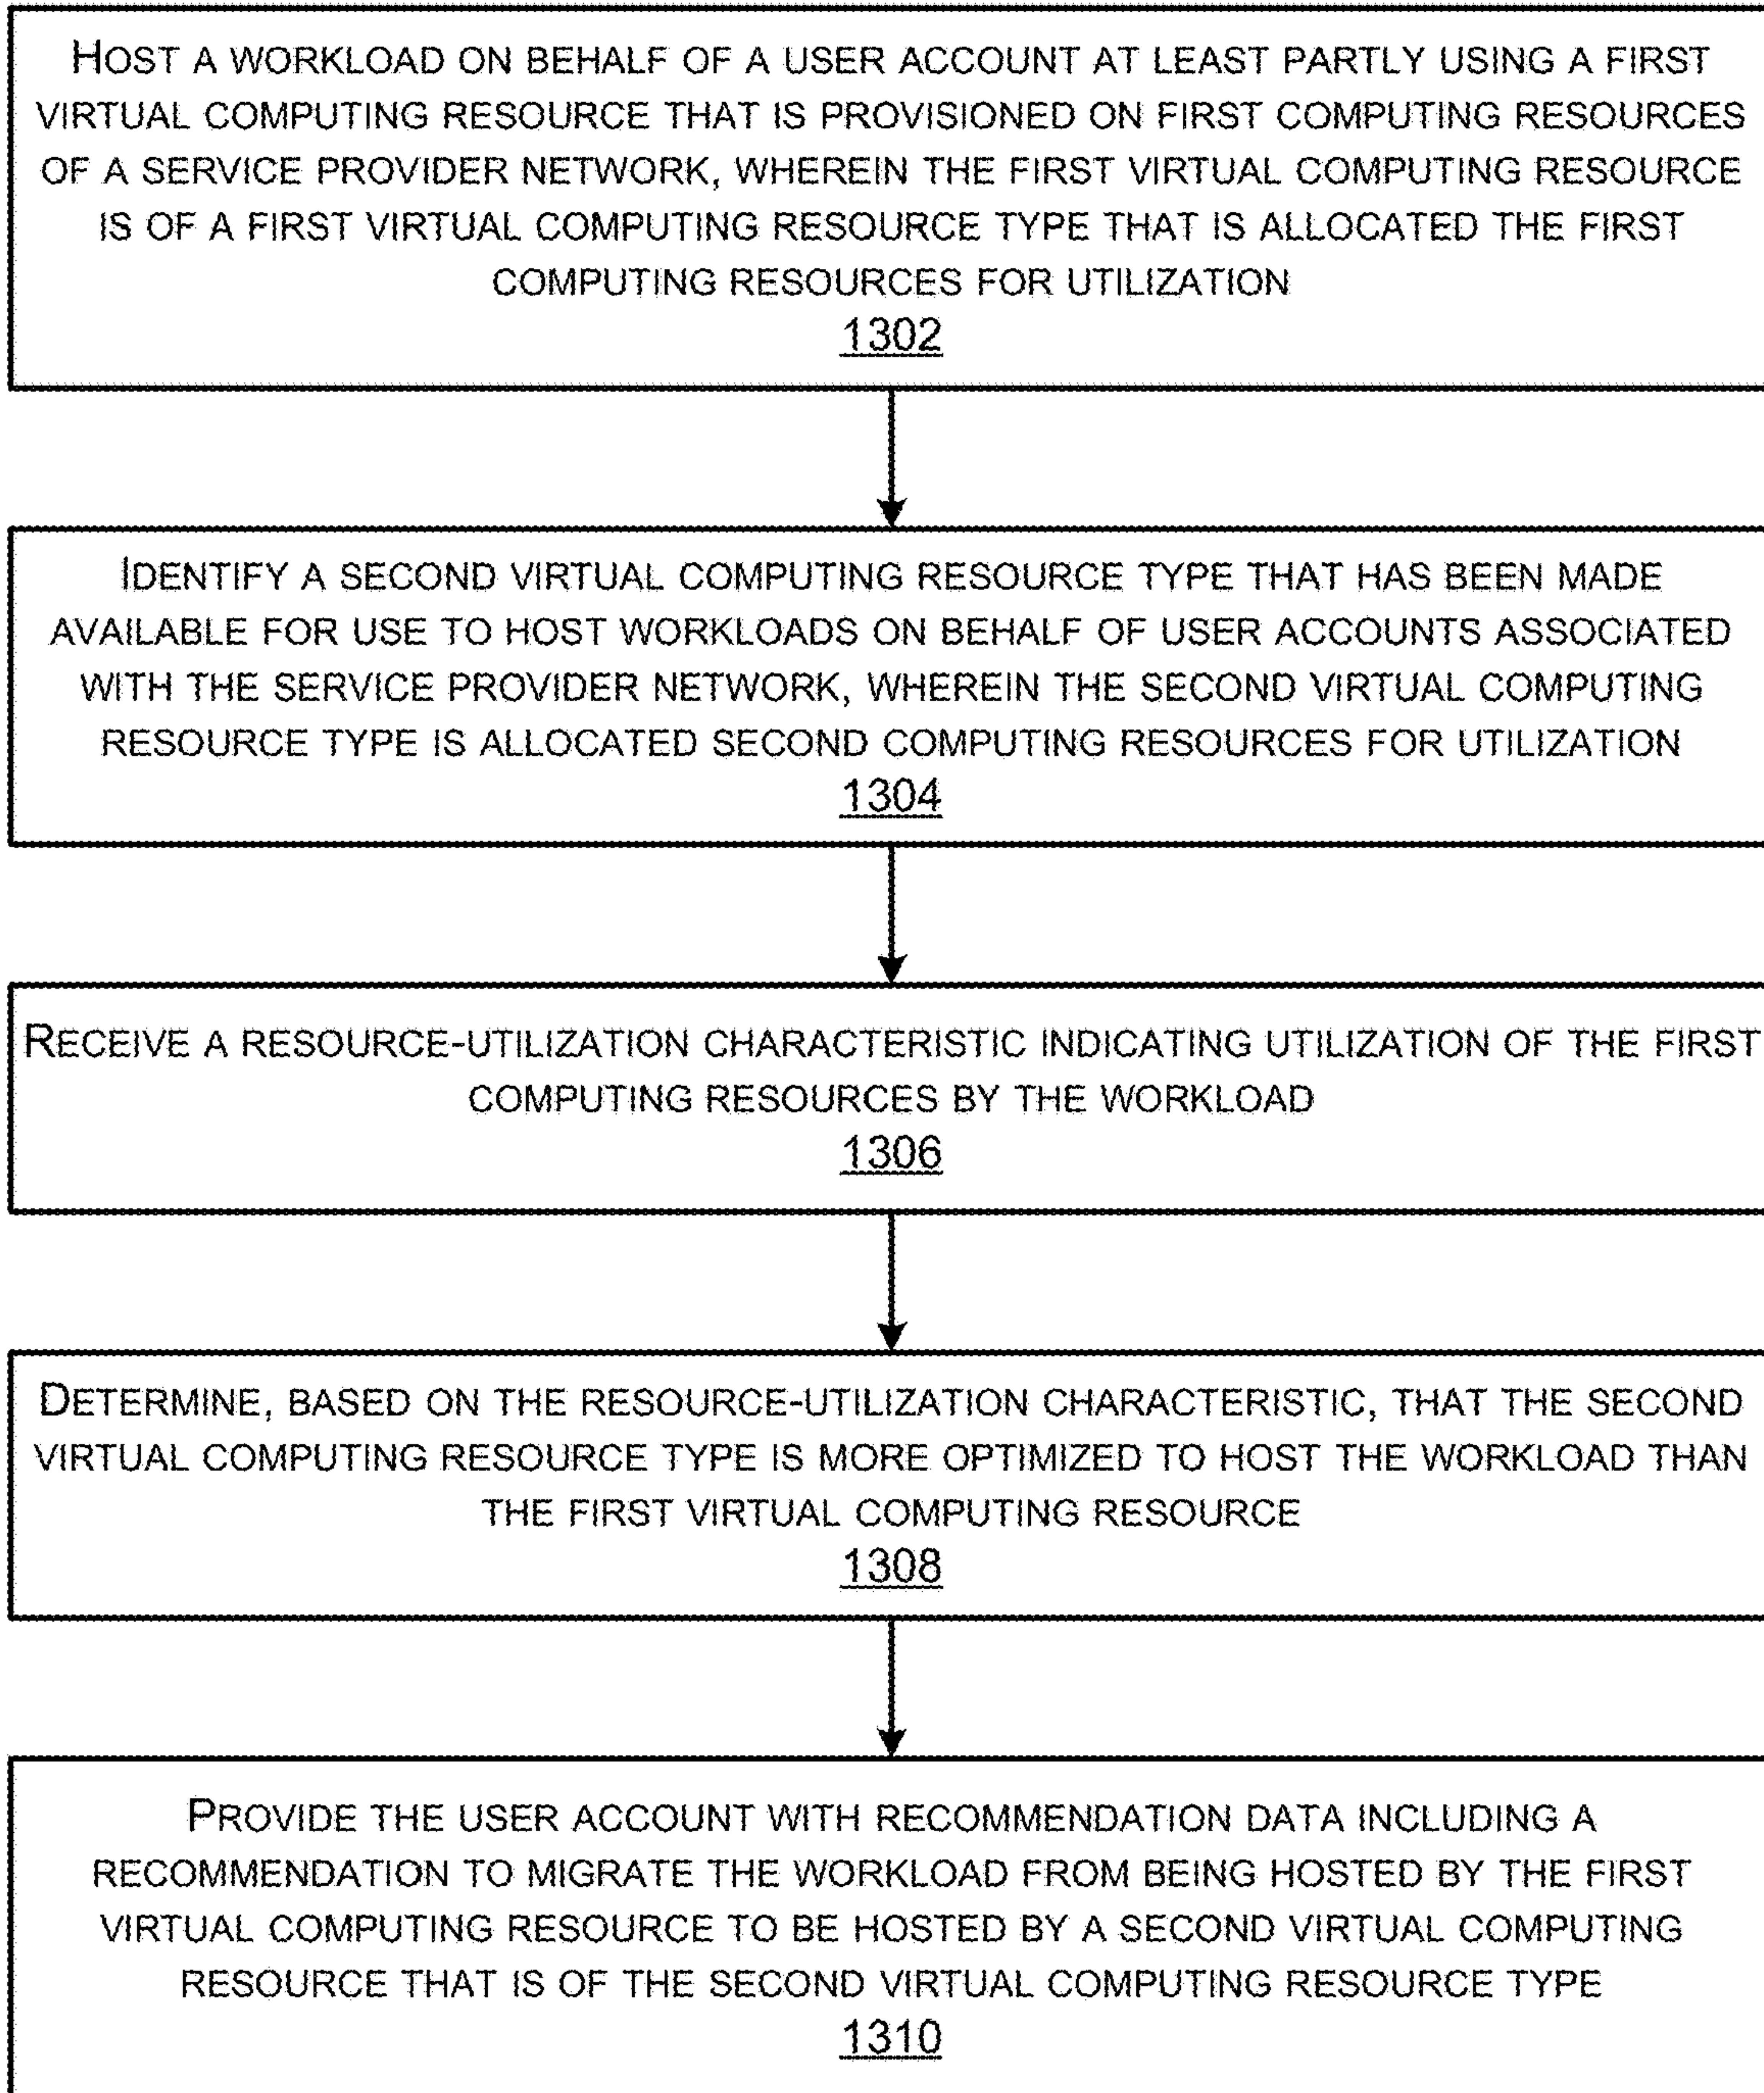 HOST A WORKLOAD ON BEHALF OF A USER ACCOUNT AT LEAST PARTLY USING A FIRST
VIRTUAL COMPUTING RESOURCE THAT IS PROVISIONED ON FIRST COMPUTING RESOURCES
OF A SERVICE PROVIDER NETWORK, WHEREIN THE FIRST VIRTUAL COMPUTING RESOURCE
IS OF A FIRST VIRTUAL COMPUTING RESOURCE TYPE THAT IS ALLOCATED THE FIRST
COMPUTING RESOURCES FOR UTILIZATION
1302
IDENTIFY A SECOND VIRTUAL COMPUTING RESOURCE TYPE THAT HAS BEEN MADE
AVAILABLE FOR USE TO HOST WORKLOADS ON BEHALF OF USER ACCOUNTS ASSOCIATED
WITH THE SERVICE PROVIDER NETWORK, WHEREIN THE SECOND VIRTUAL COMPUTING
RESOURCE TYPE IS ALLOCATED SECOND COMPUTING RESOURCES FOR UTILIZATION
1304
RECEIVE A RESOURCE-UTILIZATION CHARACTERISTIC INDICATING UTILIZATION OF THE FIRST
COMPUTING RESOURCES BY THE WORKLOAD
1306
DETERMINE, BASED ON THE RESOURCE-UTILIZATION CHARACTERISTIC, THAT THE SECOND
VIRTUAL COMPUTING RESOURCE TYPE IS MORE OPTIMIZED TO HOST THE WORKLOAD THAN
THE FIRST VIRTUAL COMPUTING RESOURCE
1308
PROVIDE THE USER ACCOUNT WITH RECOMMENDATION DATA INCLUDING A
RECOMMENDATION TO MIGRATE THE WORKLOAD FROM BEING HOSTED BY THE FIRST
VIRTUAL COMPUTING RESOURCE TO BE HOSTED BY A SECOND VIRTUAL COMPUTING
RESOURCE THAT IS OF THE SECOND VIRTUAL COMPUTING RESOURCE TYPE
1310